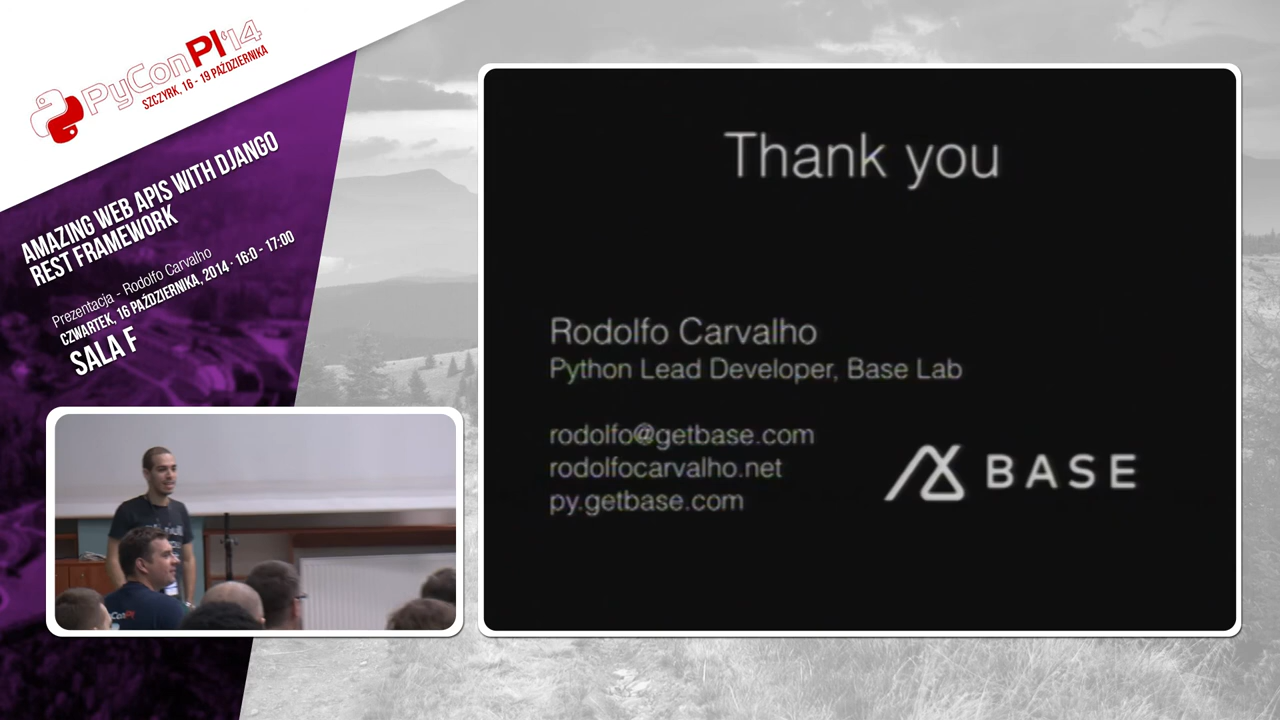 PyConPl'14
SZCZYRK, 16 - 19 PAŹDZIERNIKA
AMAZING WEB APIS WITH DJANGO
REST FRAMEWORK
Prezentacja - Rodolfo Carvalho
CZWARTEK, 16 PAŹDZIERNIKA, 2014 · 16:0 - 17:00
SALA F
Thank you
Rodolfo Carvalho
Python Lead Developer, Base Lab
rodolfo@getbase.com
rodolfocarvalho.net
py.getbase.com
BASE